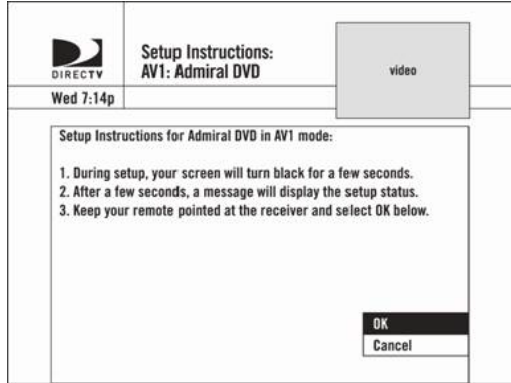 DIRECTV
Setup Instructions:
AV1: Admiral DVD
video
Wed 7:14p
Setup Instructions for Admiral DVD in AV1 mode:
1. During setup, your screen will turn black for a few seconds.
2. After a few seconds, a message will display the setup status.
3. Keep your remote pointed at the receiver and select OK below.
OK
Cancel